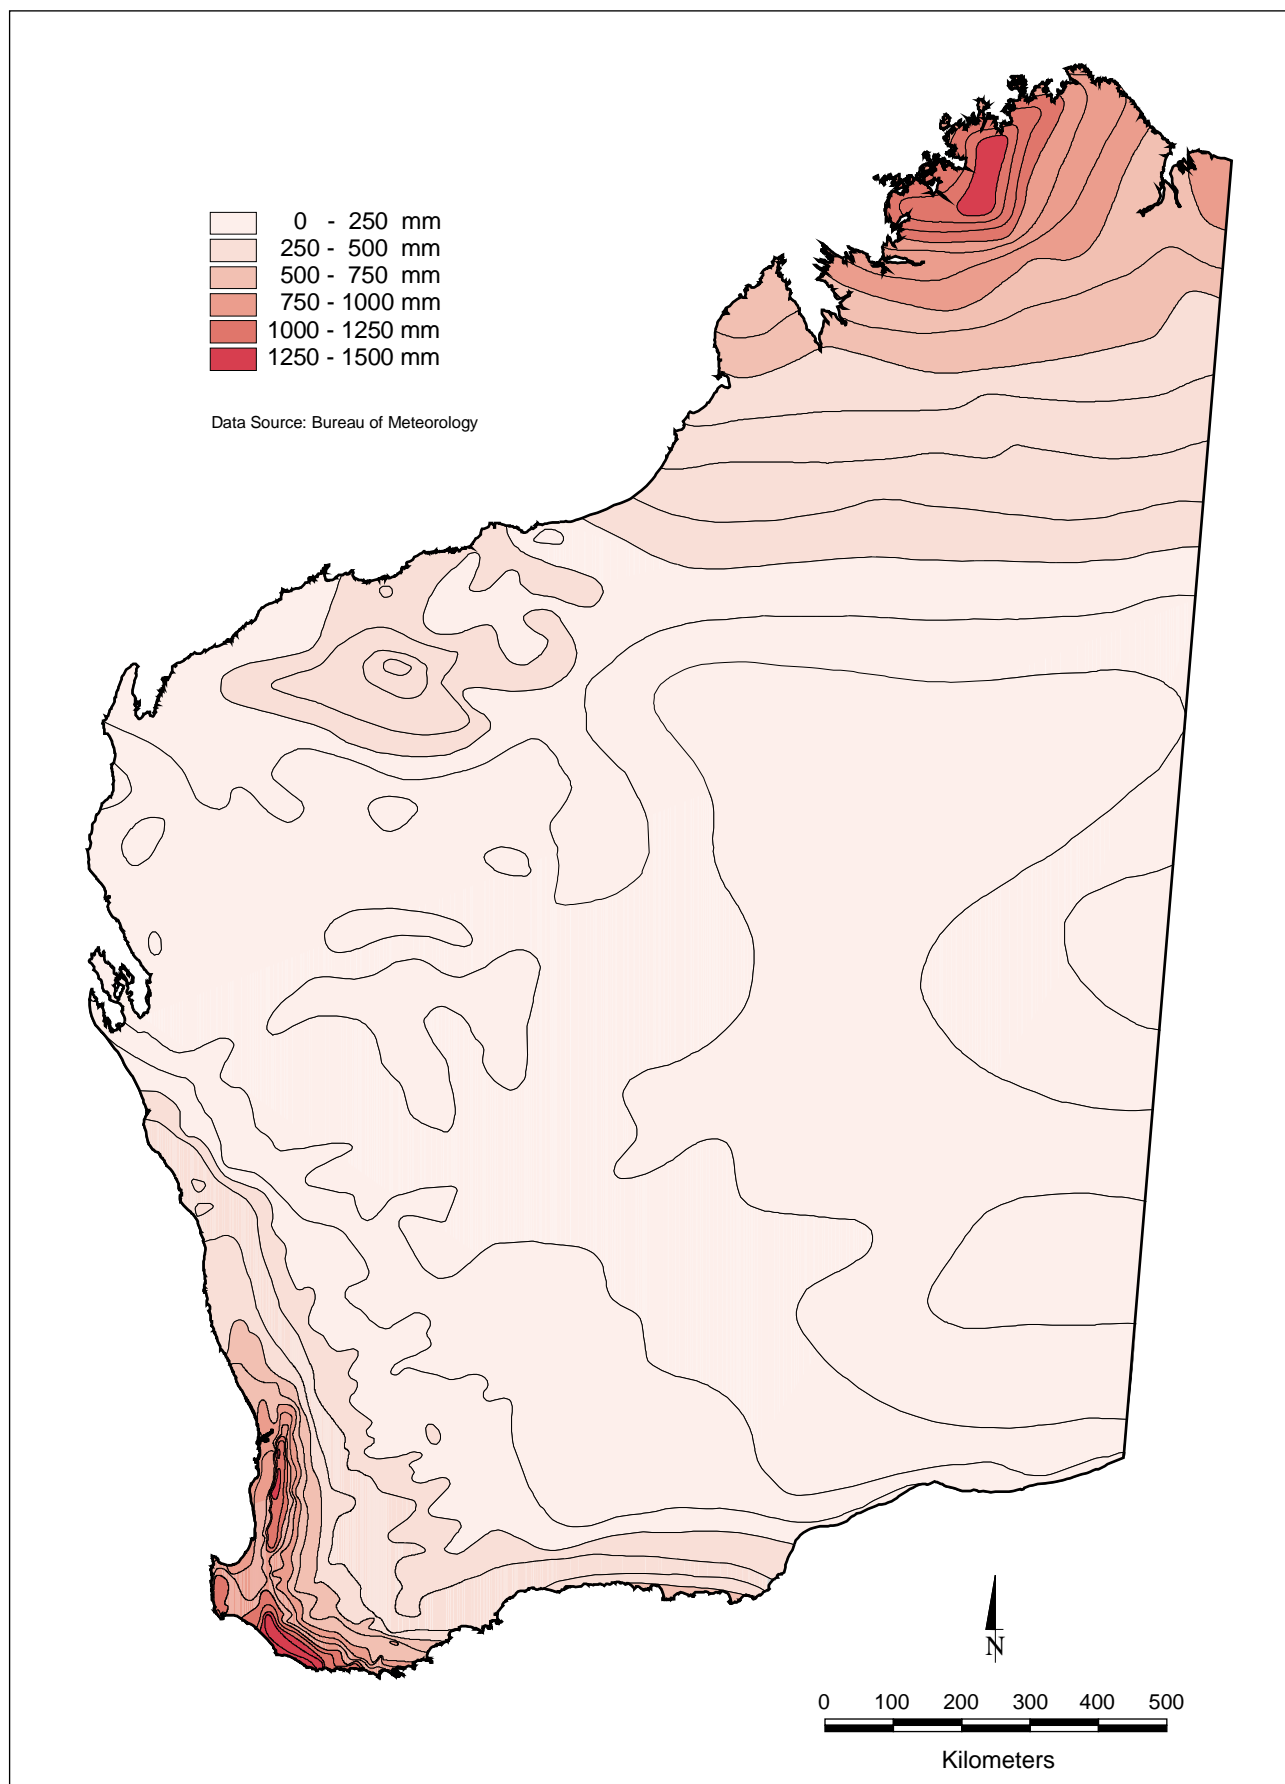 0 - 250 mm
250 - 500 mm
500 - 750 mm
750 - 1000 mm
1000 - 1250 mm
1250 - 1500 mm
Data Source: Bureau of Meteorology
N
0 100 200 300 400 500
Kilometers